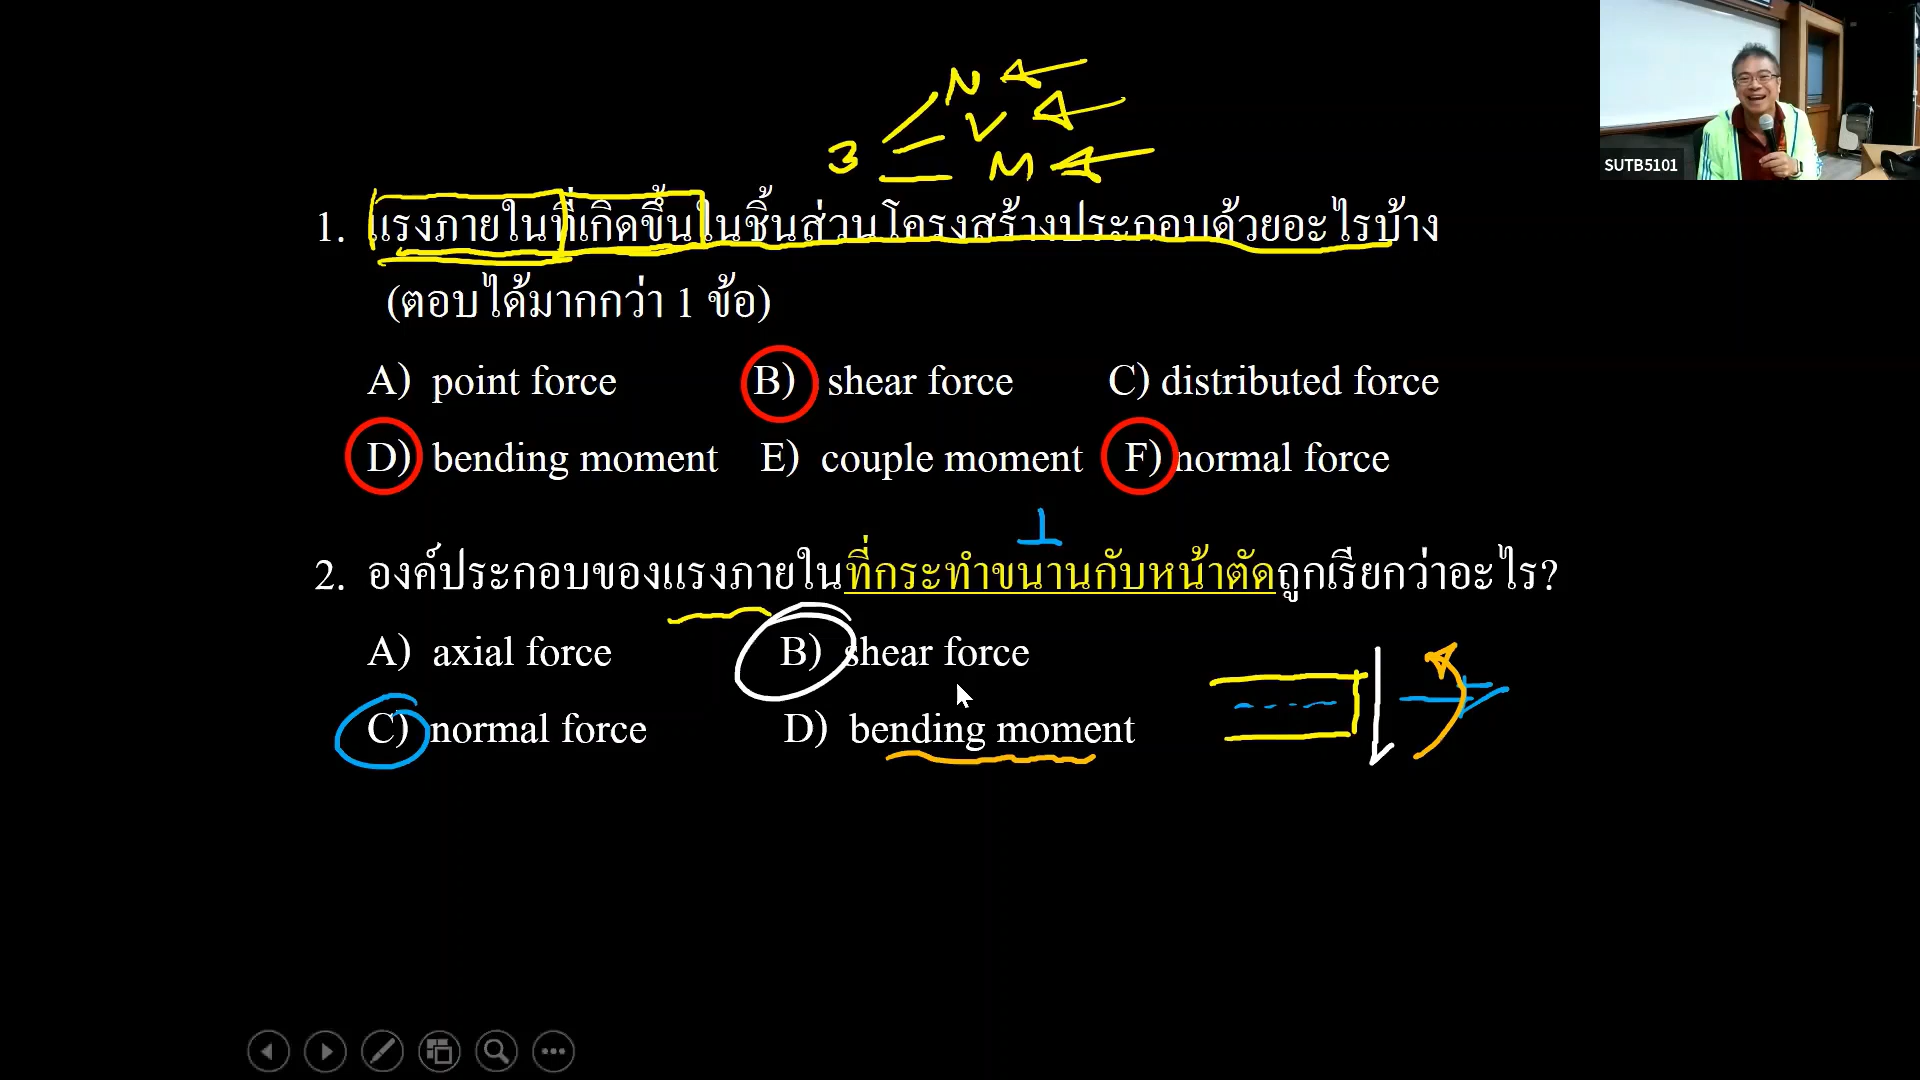 SUTB5101
N
V
3
M
1. แรงภายในที่เกิดขึ้นในชิ้นส่วนโครงสร้างประกอบด้วยอะไรบ้าง
(ตอบได้มากกว่า 1 ข้อ)
A) point force B) shear force C) distributed force
D) bending moment E) couple moment F) normal force
⊥
2. องค์ประกอบของแรงภายในที่กระทำขนานกับหน้าตัดถูกเรียกว่าอะไร?
A) axial force B) shear force
C) normal force D) bending moment